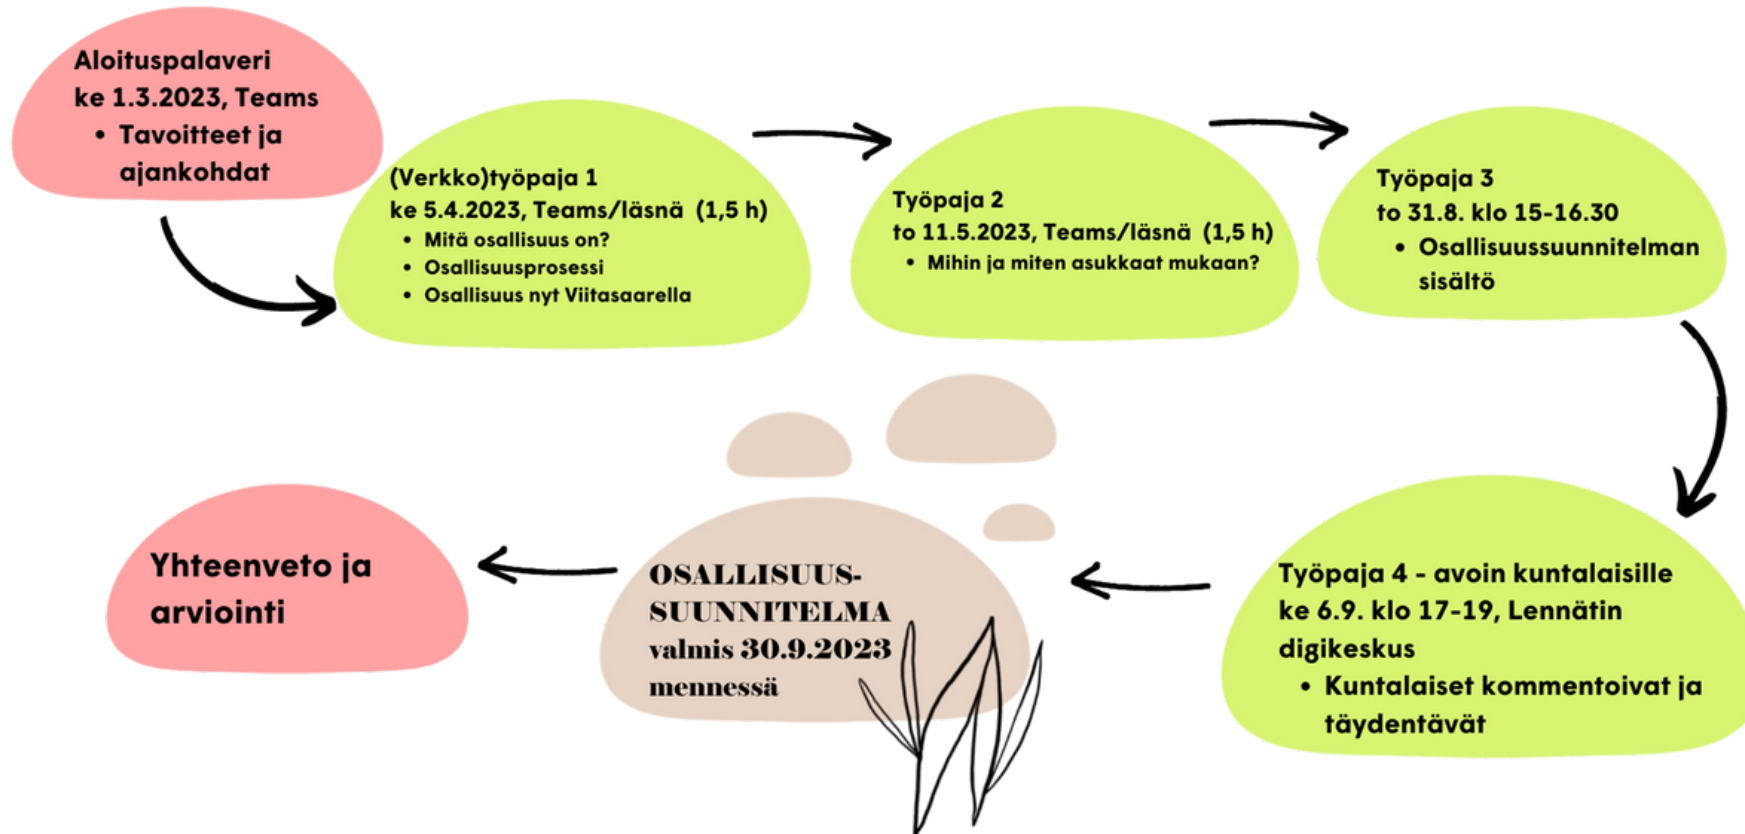 Aloituspalaveri
ke 1.3.2023, Teams
• Tavoitteet ja
ajankohdat
(Verkko)työpaja 1
ke 5.4.2023, Teams/läsnä (1,5 h)
• Mitä osallisuus on?
• Osallisuusprosessi
• Osallisuus nyt Viitasaarella
Työpaja 2
to 11.5.2023, Teams/läsnä (1,5 h)
• Mihin ja miten asukkaat mukaan?
Työpaja 3
to 31.8. klo 15-16.30
• Osallisuussuunnitelman
sisältö
Työpaja 4 - avoin kuntalaisille
ke 6.9. klo 17-19, Lennätin
digikeskus
• Kuntalaiset kommentoivat ja
täydentävät
OSALLISUUS-
SUUNNITELMA
valmis 30.9.2023
mennessä
Yhteenveto ja
arviointi